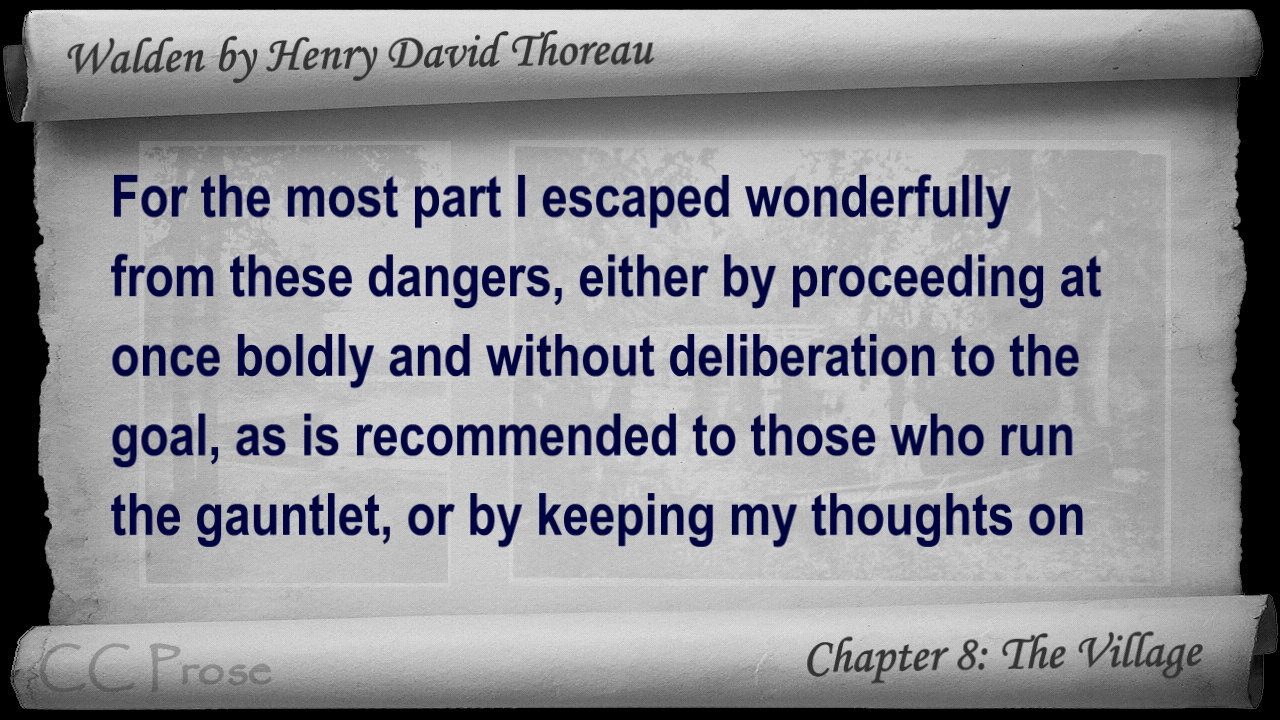 Walden by Henry David Thoreau
For the most part I escaped wonderfully
from these dangers, either by proceeding at
once boldly and without deliberation to the
goal, as is recommended to those who run
the gauntlet, or by keeping my thoughts on
CC Prose
Chapter 8: The Village